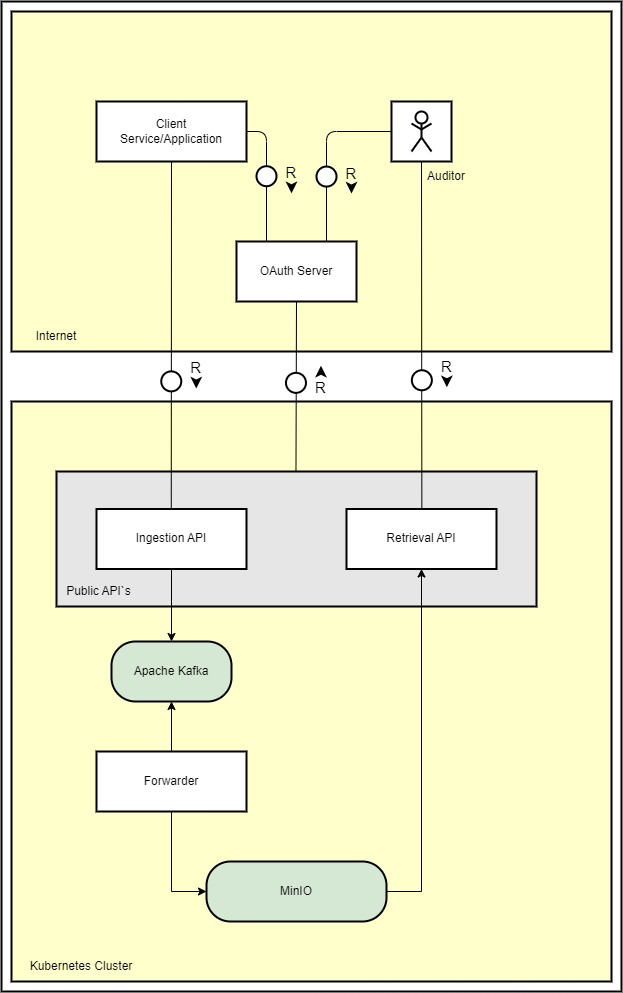 Client
Service/Application
R
R
Auditor
OAuth Server
Internet
R
R
R
Ingestion API
Retrieval API
Public API`s
Apache Kafka
Forwarder
MinIO
Kubernetes Cluster